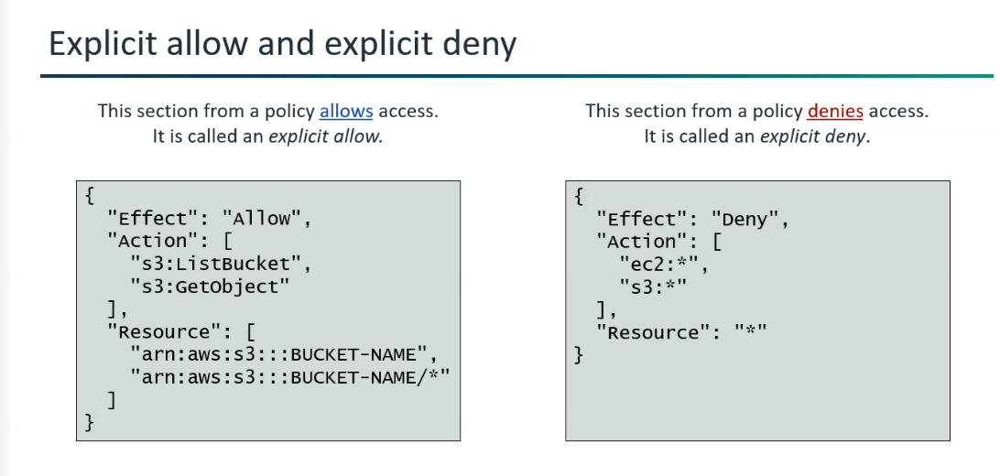 Explicit allow and explicit deny
This section from a policy allows access.
It is called an explicit allow.
{
  "Effect": "Allow",
  "Action": [
    "s3:ListBucket",
    "s3:GetObject"
  ],
  "Resource": [
    "arn:aws:s3:::BUCKET-NAME",
    "arn:aws:s3:::BUCKET-NAME/*"
  ]
}
This section from a policy denies access.
It is called an explicit deny.
{
  "Effect": "Deny",
  "Action": [
    "ec2:*",
    "s3:*"
  ],
  "Resource": "*"
}